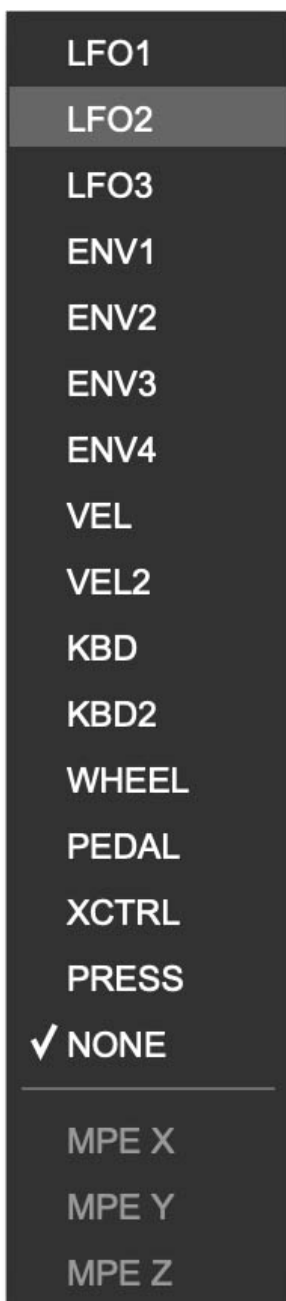 LFO1
LFO2
LFO3
ENV1
ENV2
ENV3
ENV4
VEL
VEL2
KBD
KBD2
WHEEL
PEDAL
XCTRL
PRESS
NONE
MPE X
MPE Y
MPE Z